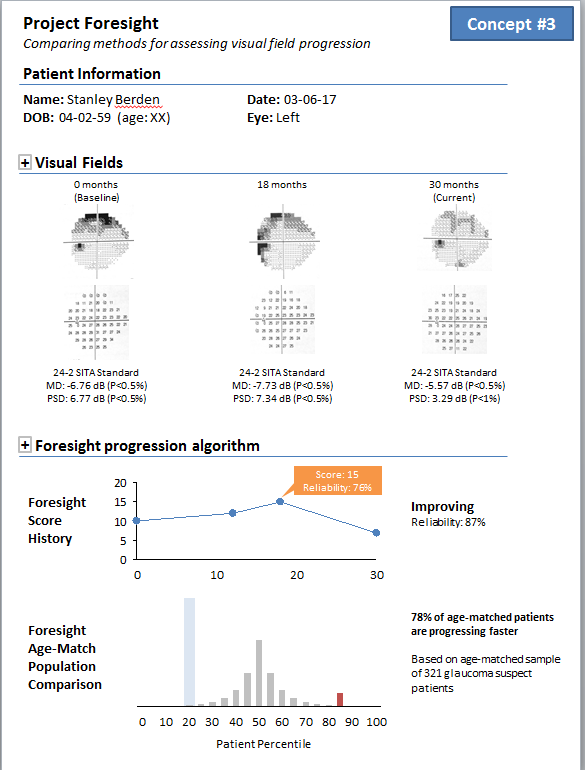 Project Foresight
Concept #3
Comparing methods for assessing visual field progression
Patient Information
Name: Stanley Berden
Date: 03-06-17
DOB: 04-02-59 (age:XX)
Eye: Left
+ Visual Fields
0 months
(Baseline)
18 months
30 months
(Current)
24-2 SITA Standard
MD: -6.76 dB (P<0.5%)
PSD: 6.77 dB (P<0.5%)
24-2 SITA Standard
MD: -7.73 dB (P<0.5%)
PSD: 7.34 dB (P<0.5%)
24-2 SITA Standard
MD: -5.57 dB (P<0.5%)
PSD: 3.29 dB (P<1%)
+ Foresight progression algorithm
Foresight
Score
History
20
15
10
5
0
0 10 20 30
Score: 15
Reliability: 76%
Improving
Reliability: 87%
Foresight
Age-Match
Population
Comparison
0 10 20 30 40 50 60 70 80 90 100
Patient Percentile
78% of age-matched patients
are progressing faster
Based on age-matched sample
of 321 glaucoma suspect
patients